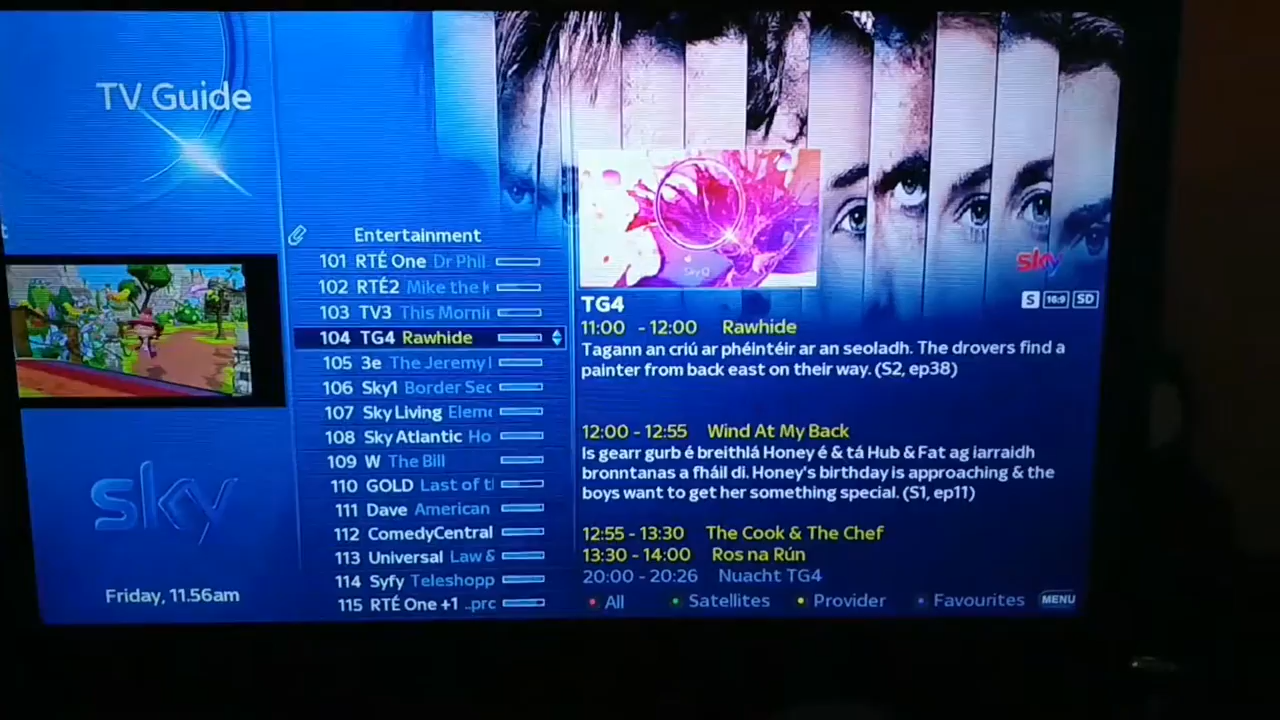 TV Guide
Entertainment
101 RTÉ One Dr Phil
102 RTÉ2 Mike the
103 TV3 This Mornin
104 TG4 Rawhide
105 3e The Jeremy
106 Sky1 Border Sec
107 Sky Living Eleme
108 Sky Atlantic Ho
109 W The Bill
110 GOLD Last of t
111 Dave American
112 ComedyCentral
113 Universal Law &
114 Syfy Teleshopp
115 RTÉ One +1 ..prc
sky
Friday, 11.56am
Sky Q
sky
S 16:9 SD
TG4
11:00 - 12:00 Rawhide
Tagann an criú ar phéintéir ar an seoladh. The drovers find a
painter from back east on their way. (S2, ep38)
12:00 - 12:55 Wind At My Back
Is gearr gurb é breithlá Honey é & tá Hub & Fat ag iarraidh
bronntanas a fháil di. Honey's birthday is approaching & the
boys want to get her something special. (S1, ep11)
12:55 - 13:30 The Cook & The Chef
13:30 - 14:00 Ros na Rún
20:00 - 20:26 Nuacht TG4
All Satellites Provider Favourites MENU